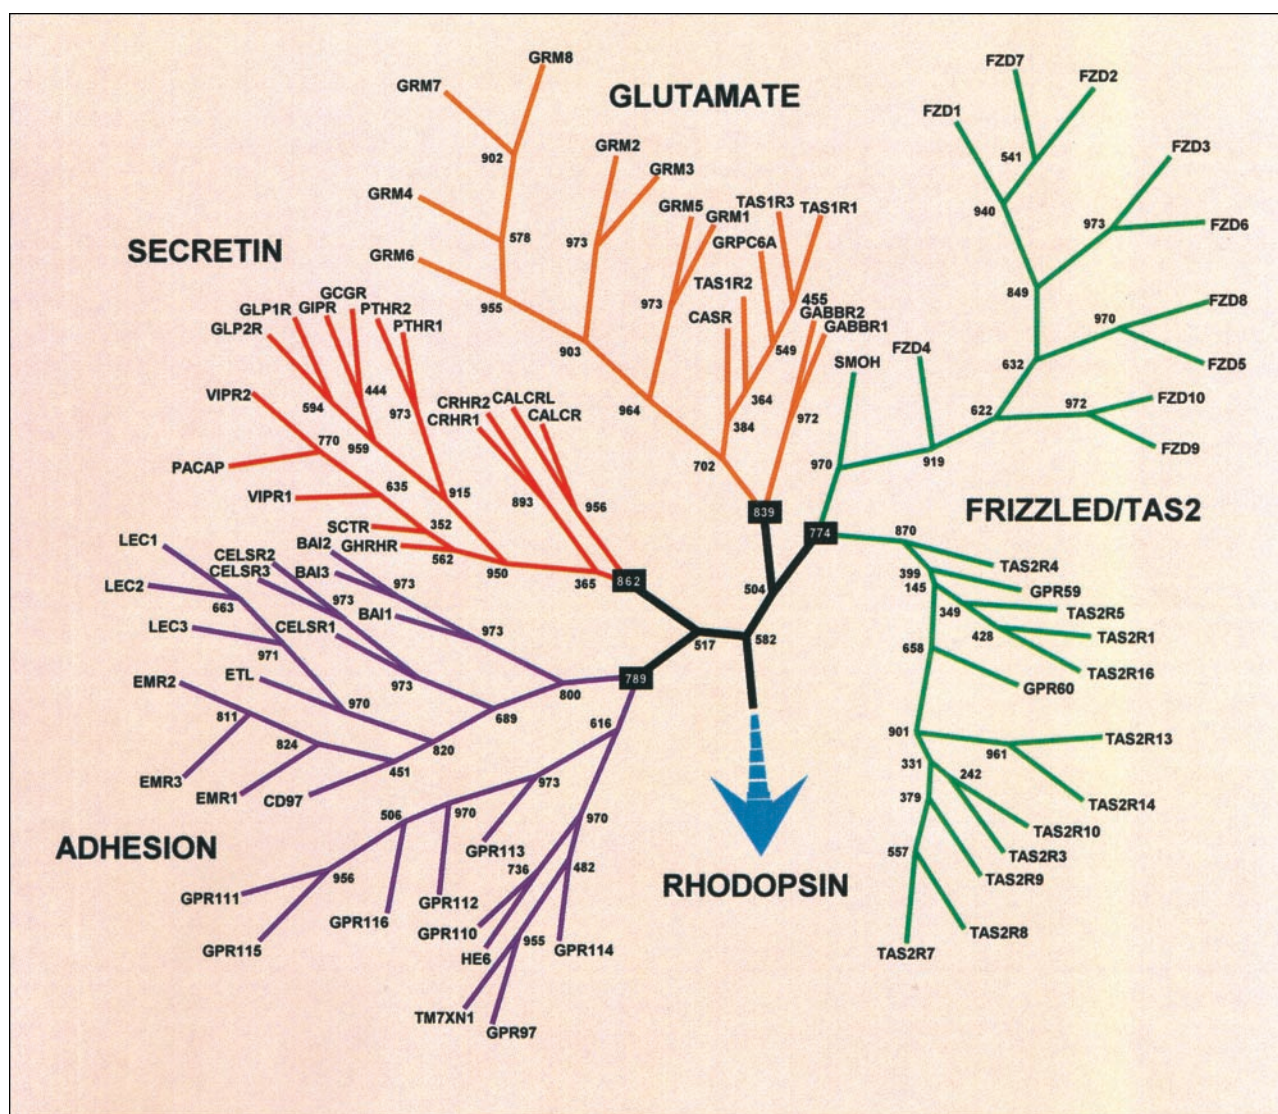 GRM8
GRM7
GLUTAMATE
FZD7
FZD2
FZD1
GRM2
902
541
FZD3
GRM3
GRM4
GRM5
TAS1R3
TAS1R1
940
GRM1
973
FZD6
578
973
GRPC6A
SECRETIN
GRM6
TAS1R2
849
GCGR
GLP1R
GIPR
PTHR2
955
973
455
FZD8
GLP2R
PTHR1
CASR
GABBR2
970
GABBR1
903
549
FZD4
SMOH
632
FZD5
VIPR2
444
CRHR2
CALCRL
364
FZD10
594
973
CRHR1
CALCR
964
972
622
972
384
770
959
FZD9
PACAP
702
970
919
635
915
VIPR1
893
956
839
FRIZZLED/TAS2
SCTR
352
774
870
LEC1
BAI2
GHRHR
562
TAS2R4
CELSR2
950
365
862
399
CELSR3
BAI3
973
504
145
GPR59
LEC2
663
973
BAI1
349
TAS2R5
LEC3
CELSR1
973
517
582
428
TAS2R1
971
658
ETL
TAS2R16
EMR2
973
800
789
GPR60
970
689
811
616
824
820
901
TAS2R13
451
961
331
EMR3
973
242
EMR1
CD97
379
TAS2R14
506
970
970
TAS2R10
ADHESION
GPR113
557
TAS2R3
956
736
482
RHODOPSIN
TAS2R9
GPR111
GPR112
GPR116
GPR110
TAS2R8
GPR115
955
HE6
GPR114
TAS2R7
TM7XN1
GPR97